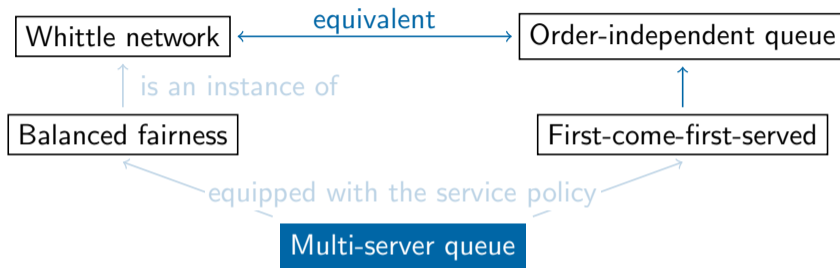 equivalent
Whittle network
Order-independent queue
is an instance of
Balanced fairness
First-come-first-served
equipped with the service policy
Multi-server queue